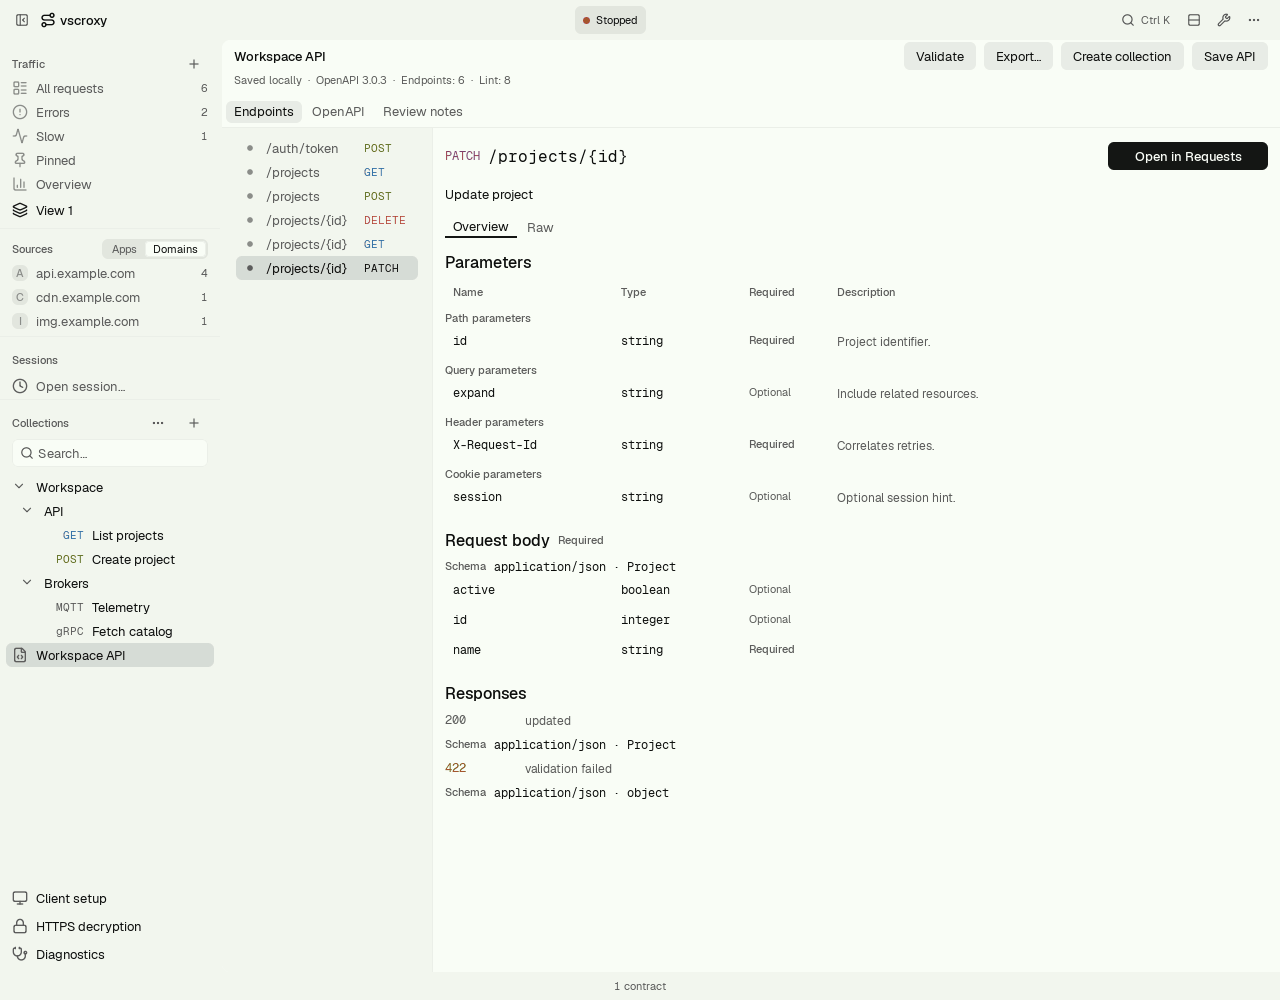 vscroxy
Stopped
Ctrl K
Traffic
All requests 6
Errors 2
Slow 1
Pinned
Overview
View 1
Sources Apps Domains
A api.example.com 4
C cdn.example.com 1
I img.example.com 1
Sessions
Open session…
Collections
Search…
Workspace
API
GET List projects
POST Create project
Brokers
MQTT Telemetry
gRPC Fetch catalog
Workspace API
Client setup
HTTPS decryption
Diagnostics
Workspace API
Validate Export… Create collection Save API
Saved locally · OpenAPI 3.0.3 · Endpoints: 6 · Lint: 8
Endpoints OpenAPI Review notes
/auth/token POST
/projects GET
/projects POST
/projects/{id} DELETE
/projects/{id} GET
/projects/{id} PATCH
PATCH /projects/{id}
Open in Requests
Update project
Overview Raw
Parameters
Name Type Required Description
Path parameters
id string Required Project identifier.
Query parameters
expand string Optional Include related resources.
Header parameters
X-Request-Id string Required Correlates retries.
Cookie parameters
session string Optional Optional session hint.
Request body Required
Schema application/json · Project
active boolean Optional
id integer Optional
name string Required
Responses
200 updated
Schema application/json · Project
422 validation failed
Schema application/json · object
1 contract